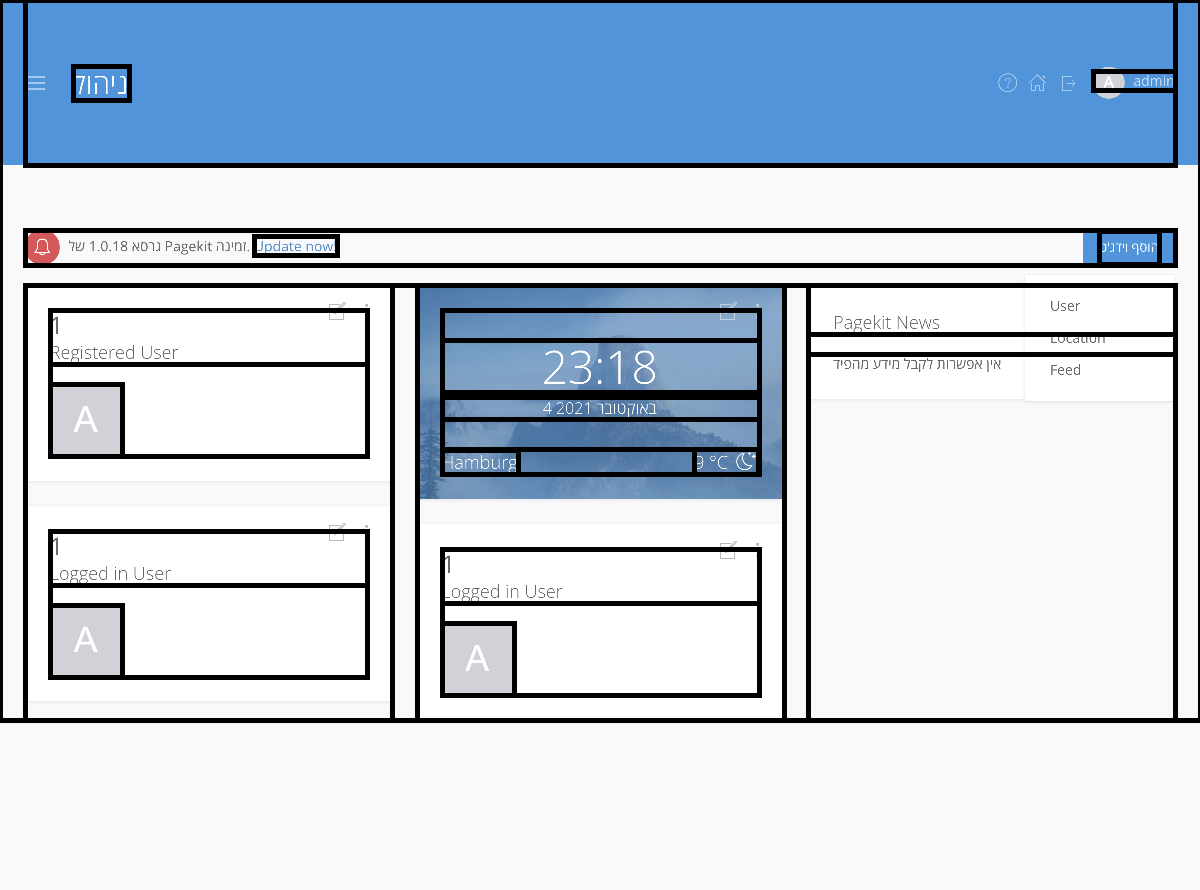 ניהול
A admin
גרסא 1.0.18 של Pagekit זמינה. Update now!
הוסף וידג'ט
1
Registered User
A
1
Logged in User
A
23:18
4 באוקטובר 2021
Hamburg
9 °C
1
Logged in User
A
Pagekit News
אין אפשרות לקבל מידע מהפיד
User
Location
Feed